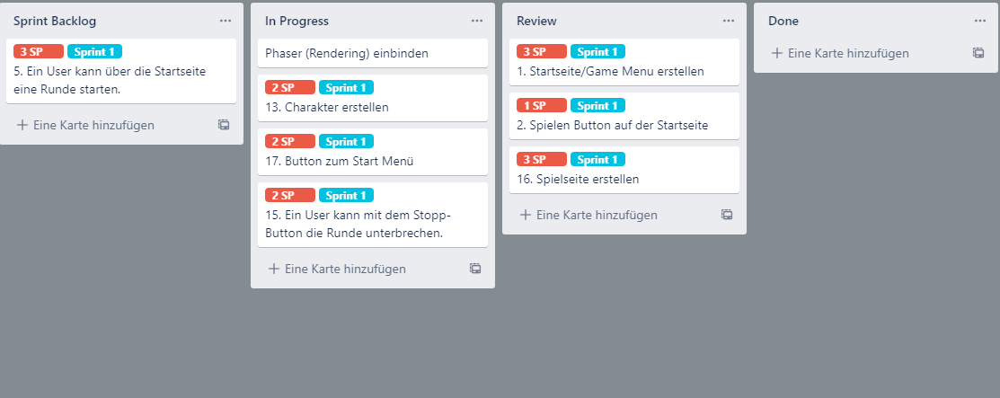 Sprint Backlog
3 SP Sprint 1
5. Ein User kann über die Startseite
eine Runde starten.
Eine Karte hinzufügen
In Progress
Phaser (Rendering) einbinden
2 SP Sprint 1
13. Charakter erstellen
2 SP Sprint 1
17. Button zum Start Menü
2 SP Sprint 1
15. Ein User kann mit dem Stopp-
Button die Runde unterbrechen.
Eine Karte hinzufügen
Review
3 SP Sprint 1
1. Startseite/Game Menu erstellen
1 SP Sprint 1
2. Spielen Button auf der Startseite
3 SP Sprint 1
16. Spielseite erstellen
Eine Karte hinzufügen
Done
Eine Karte hinzufügen